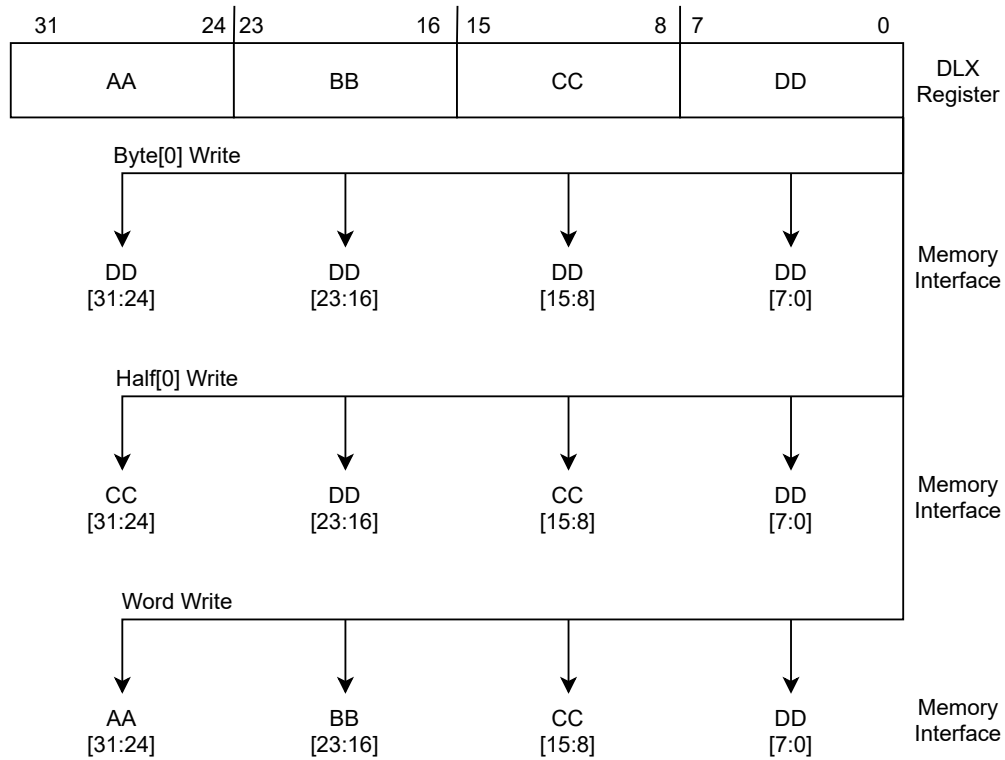 31 24 23 16 15 8 7 0
AA BB CC DD
DLX
Register
Byte[0] Write
DD DD DD DD
[31:24] [23:16] [15:8] [7:0]
Memory
Interface
Half[0] Write
CC DD CC DD
[31:24] [23:16] [15:8] [7:0]
Memory
Interface
Word Write
AA BB CC DD
[31:24] [23:16] [15:8] [7:0]
Memory
Interface